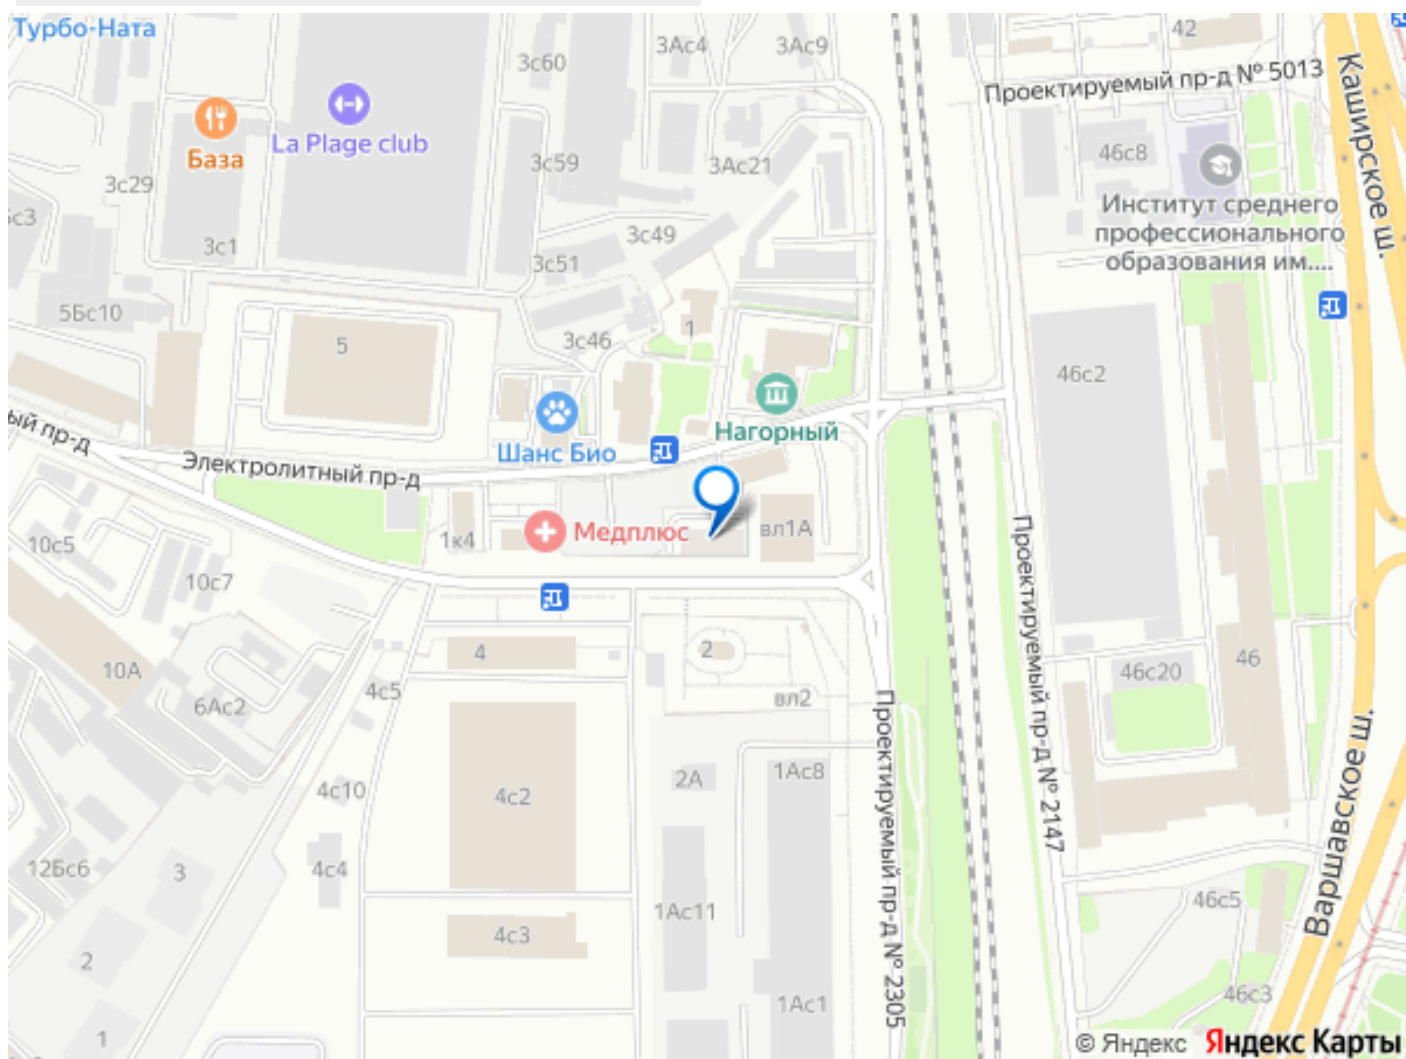 Турбо-Ната
42
3Ас4
3Ас9
3с60
Проектируемый пр-д № 5013
Каширское ш.
База
La Plage club
3с59
3Ас21
46с8
3с29
Институт среднего
профессионального
образования им....
3с1
3с49
3с51
5Бс10
5
3с46
1
46с2
Нагорный
Шанс Био
Электролитный пр-д
1к4
Медплюс
вл1А
10с5
10с7
Проектируемый пр-д № 2147
10А
4
2
4с5
вл2
46с20
46
6Ас2
Проектируемый пр-д № 2305
Варшавское ш.
4с10
4с2
2А
1Ас8
12Бс6
3
4с4
1Ас11
46с5
4с3
2
1Ас1
46с3
1
© Яндекс
Яндекс Карты